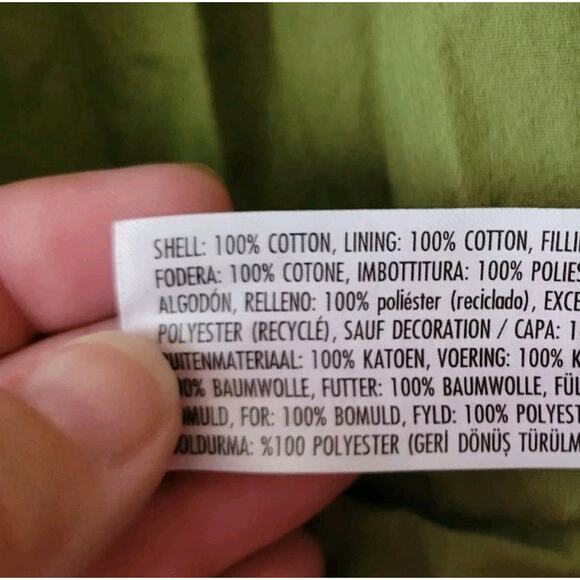 SHELL: 100% COTTON, LINING: 100% COTTON, FILLI
FODERA: 100% COTONE, IMBOTTITURA: 100% POLIES
ALGODÓN, RELLENO: 100% poliéster (reciclado), EXCE
POLYESTER (RECYCLÉ), SAUF DECORATION / CAPA: 1
UITENMATERIAAL: 100% KATOEN, VOERING: 100% K
00% BAUMWOLLE, FUTTER: 100% BAUMWOLLE, FÜL
MULD, FOR: 100% BOMULD, FYLD: 100% POLYEST
OLDURMA: %100 POLYESTER (GERİ DÖNÜŞ TÜRÜLM